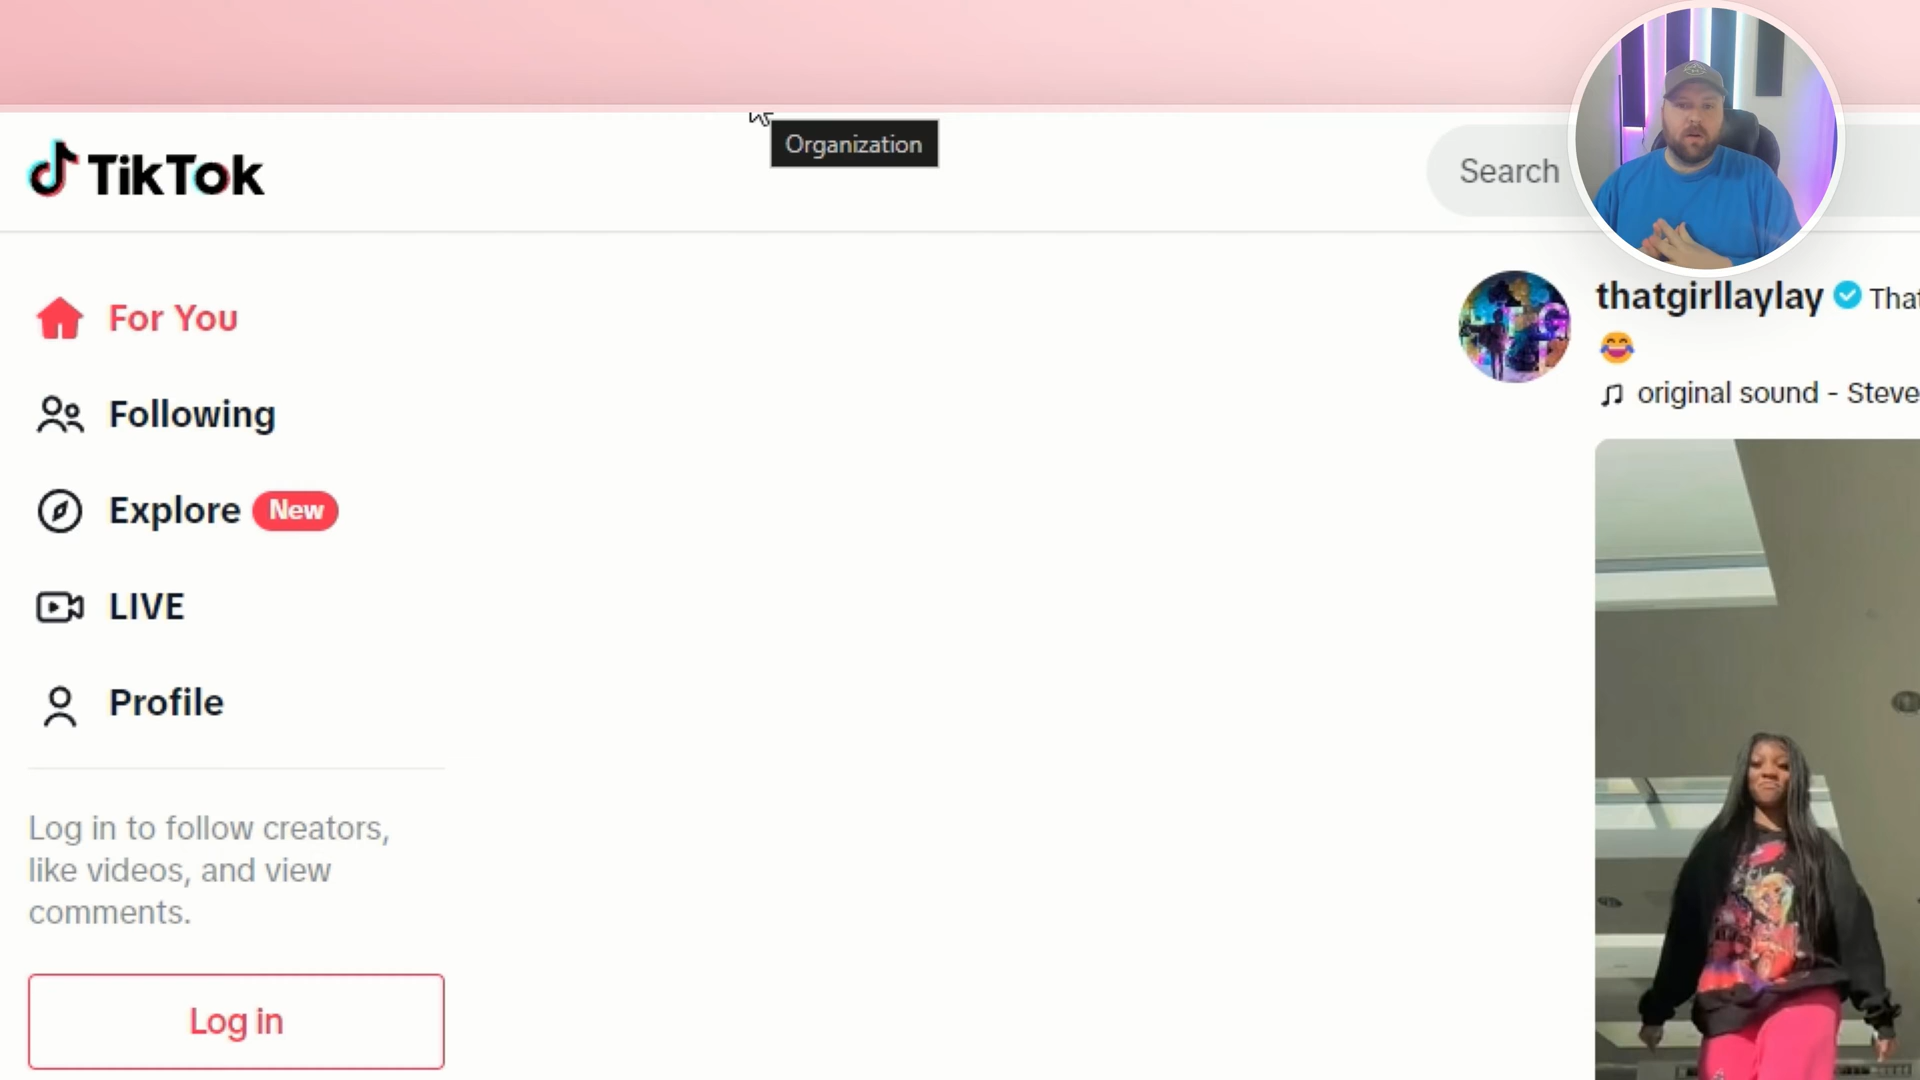 Organization
TikTok
Search
For You
Following
Explore New
LIVE
Profile
Log in to follow creators,
like videos, and view
comments.
Log in
thatgirllaylay That
😂
original sound - Steve